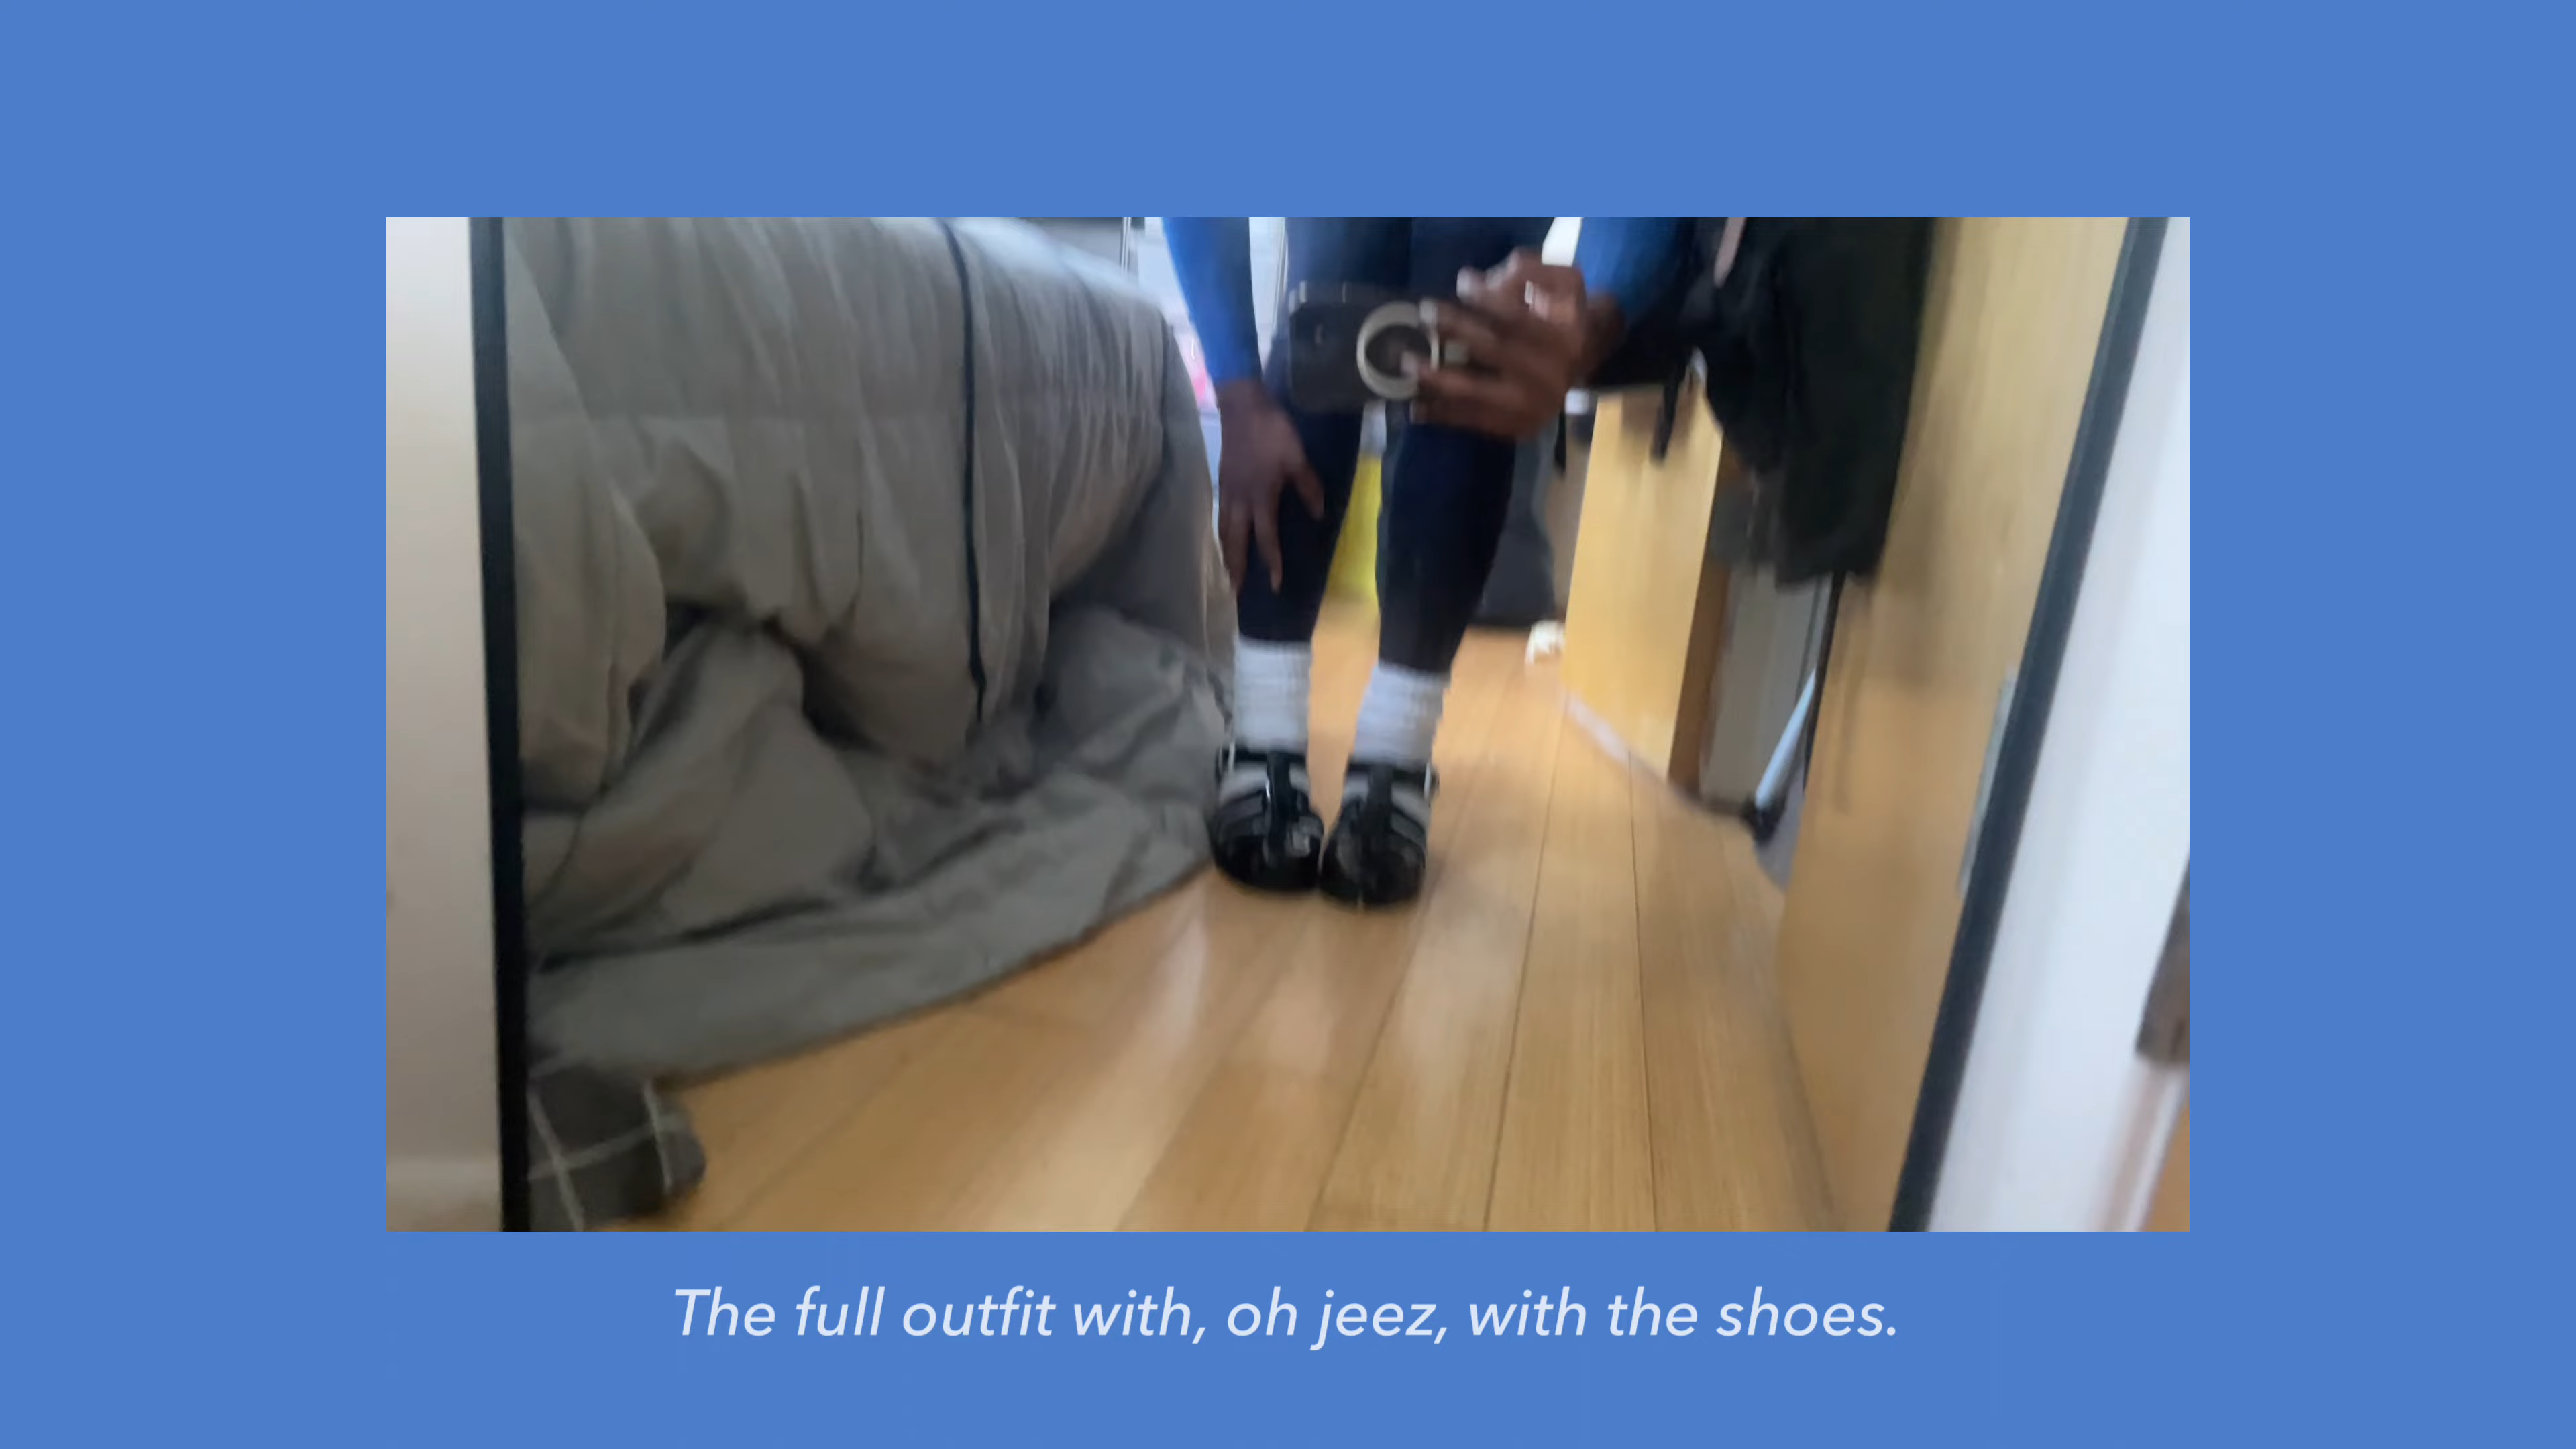 The full outfit with, oh jeez, with the shoes.